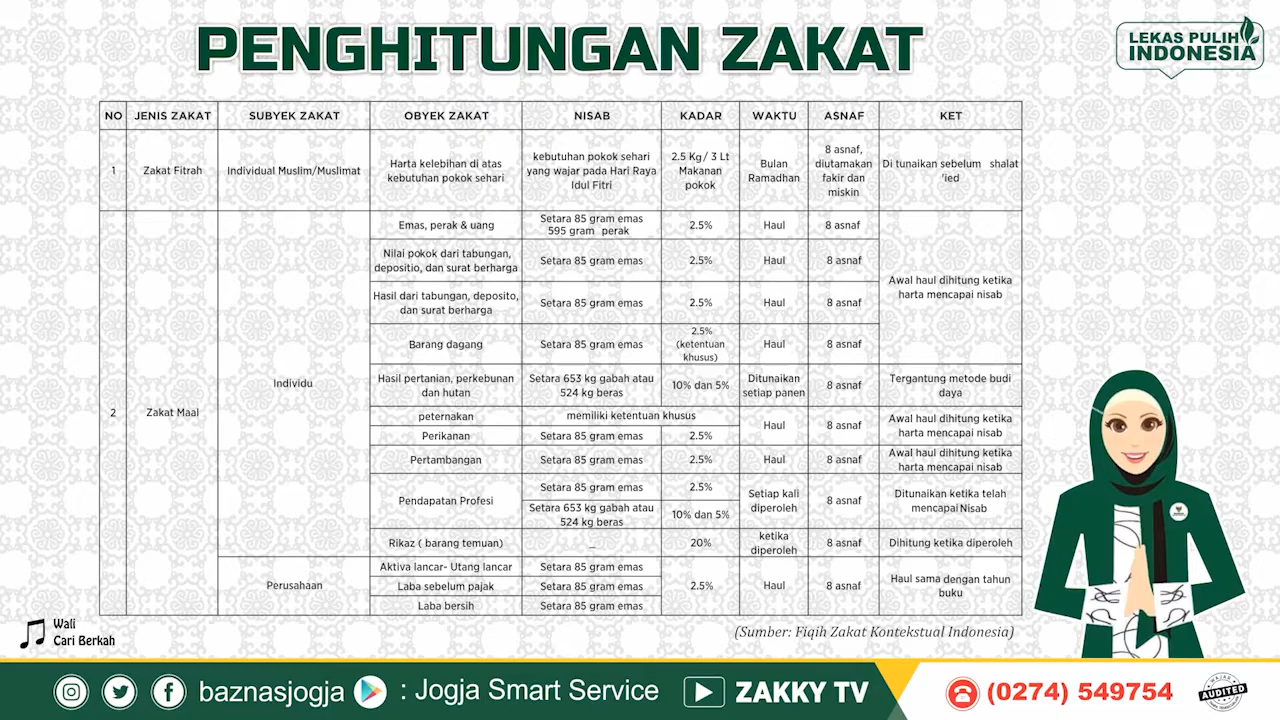 PENGHITUNGAN ZAKAT
LEKAS PULIH
INDONESIA
NO JENIS ZAKAT SUBYEK ZAKAT OBYEK ZAKAT NISAB KADAR WAKTU ASNAF KET
1 Zakat Fitrah Individual Muslim/Muslimat
Harta kelebihan di atas
kebutuhan pokok sehari
kebutuhan pokok sehari
yang wajar pada Hari Raya
Idul Fitri
2.5 Kg / 3 Lt
Makanan
pokok
Bulan
Ramadhan
8 asnaf,
diutamakan
fakir dan
miskin
Di tunaikan sebelum shalat
'ied
2 Zakat Maal
Individu
Emas, perak & uang
Setara 85 gram emas
595 gram perak
2.5% Haul 8 asnaf
Awal haul dihitung ketika
harta mencapai nisab
Nilai pokok dari tabungan,
depositio, dan surat berharga
Setara 85 gram emas 2.5% Haul 8 asnaf
Hasil dari tabungan, deposito,
dan surat berharga
Setara 85 gram emas 2.5% Haul 8 asnaf
Barang dagang Setara 85 gram emas
2.5%
(ketentuan
khusus)
Haul 8 asnaf
Hasil pertanian, perkebunan
dan hutan
Setara 653 kg gabah atau
524 kg beras
10% dan 5%
Ditunaikan
setiap panen
8 asnaf
Tergantung metode budi
daya
peternakan memiliki ketentuan khusus
Perikanan Setara 85 gram emas 2.5%
Haul 8 asnaf
Awal haul dihitung ketika
harta mencapai nisab
Pertambangan Setara 85 gram emas 2.5% Haul 8 asnaf
Awal haul dihitung ketika
harta mencapai nisab
Pendapatan Profesi
Setara 85 gram emas 2.5%
Setara 653 kg gabah atau
524 kg beras
10% dan 5%
Setiap kali
diperoleh
8 asnaf
Ditunaikan ketika telah
mencapai Nisab
Rikaz ( barang temuan) _ 20%
ketika
diperoleh
8 asnaf Dihitung ketika diperoleh
Perusahaan
Aktiva lancar- Utang lancar Setara 85 gram emas
Laba sebelum pajak Setara 85 gram emas
Laba bersih Setara 85 gram emas
2.5% Haul 8 asnaf
Haul sama dengan tahun
buku
(Sumber: Fiqih Zakat Kontekstual Indonesia)
Wali
Cari Berkah
baznasjogja : Jogja Smart Service ZAKKY TV (0274) 549754
AUDITED